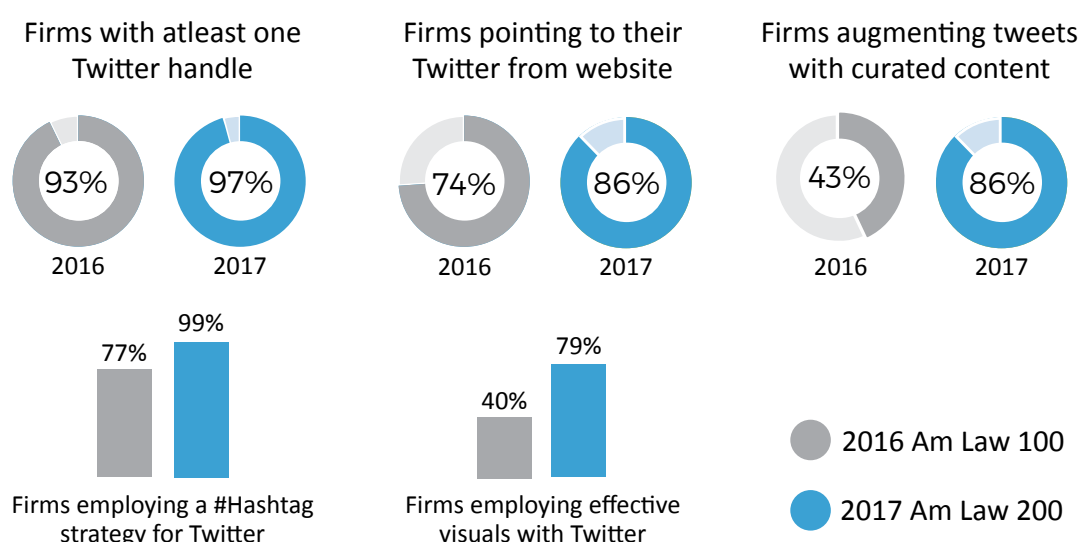 Firms with atleast one
Twitter handle
93%
2016
97%
2017
Firms pointing to their
Twitter from website
74%
2016
86%
2017
Firms augmenting tweets
with curated content
43%
2016
86%
2017
77%
99%
Firms employing a #Hashtag
strategy for Twitter
40%
79%
Firms employing effective
visuals with Twitter
2016 Am Law 100
2017 Am Law 200